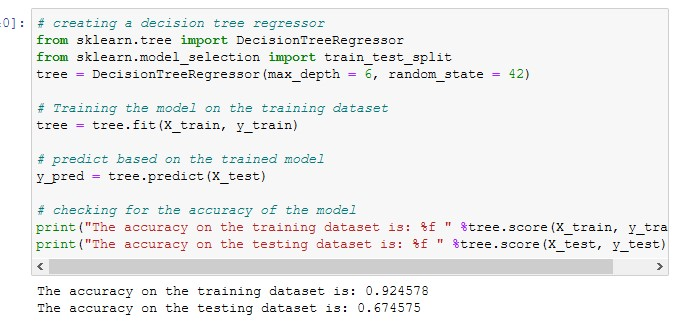 0]: # creating a decision tree regressor
from sklearn.tree import DecisionTreeRegressor
from sklearn.model_selection import train_test_split
tree = DecisionTreeRegressor(max_depth = 6, random_state = 42)
# Training the model on the training dataset
tree = tree.fit(X_train, y_train)
# predict based on the trained model
y_pred = tree.predict(X_test)
# checking for the accuracy of the model
print("The accuracy on the training dataset is: %f " %tree.score(X_train, y_tra
print("The accuracy on the testing dataset is: %f " %tree.score(X_test, y_test)
The accuracy on the training dataset is: 0.924578
The accuracy on the testing dataset is: 0.674575